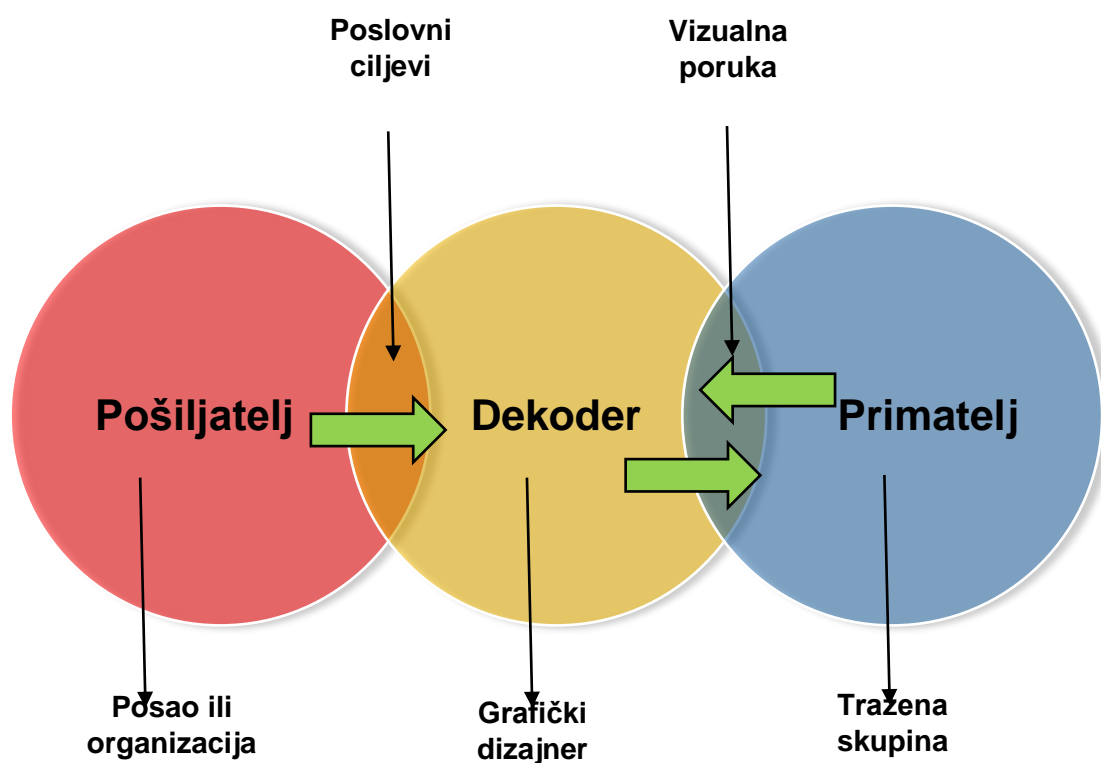 Poslovni
ciljevi
Vizualna
poruka
Pošiljatelj
Dekoder
Primatelj
Posao ili
organizacija
Grafički
dizajner
Tražena
skupina